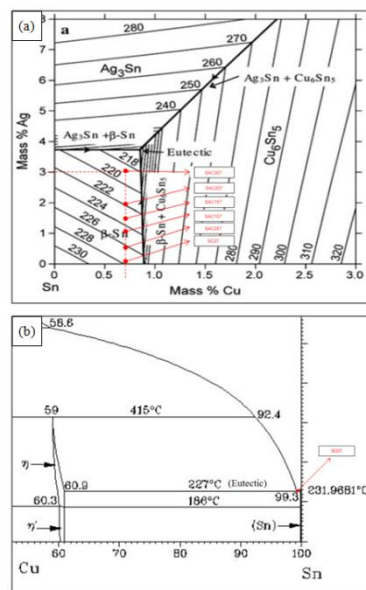 (a)
a
280
270
260
250
240
Ag₃Sn
Ag₃Sn + Cu₆Sn₅
Ag₃Sn +β-Sn
218
Eutectic
220
222
224
226
228
230
β-Sn
β-Sn + Cu₆Sn₅
Cu₆Sn₅
280
290
300
310
320
Mass % Ag
8
7
6
5
4
3
2
1
0
0
0.5
1.0
1.5
2.0
2.5
3.0
Sn
Mass % Cu
(b)
58.6
59
415°C
92.4
η
60.9
227°C (Eutectic)
99.3
231.9681°C
60.3
186°C
η'
(Sn)
60
70
80
90
100
Cu
Sn